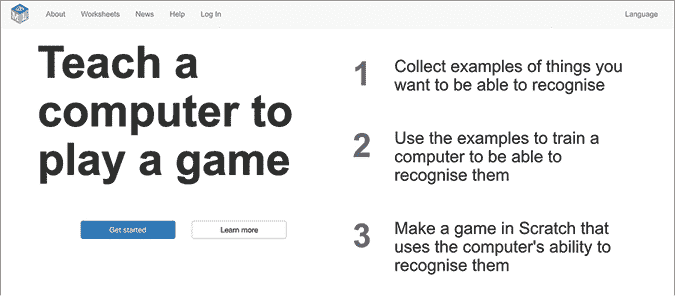 About Worksheets News Help Log In Language
Teach a
computer to
play a game
Get started Learn more
1 Collect examples of things you
want to be able to recognise
2 Use the examples to train a
computer to be able to
recognise them
3 Make a game in Scratch that
uses the computer's ability to
recognise them